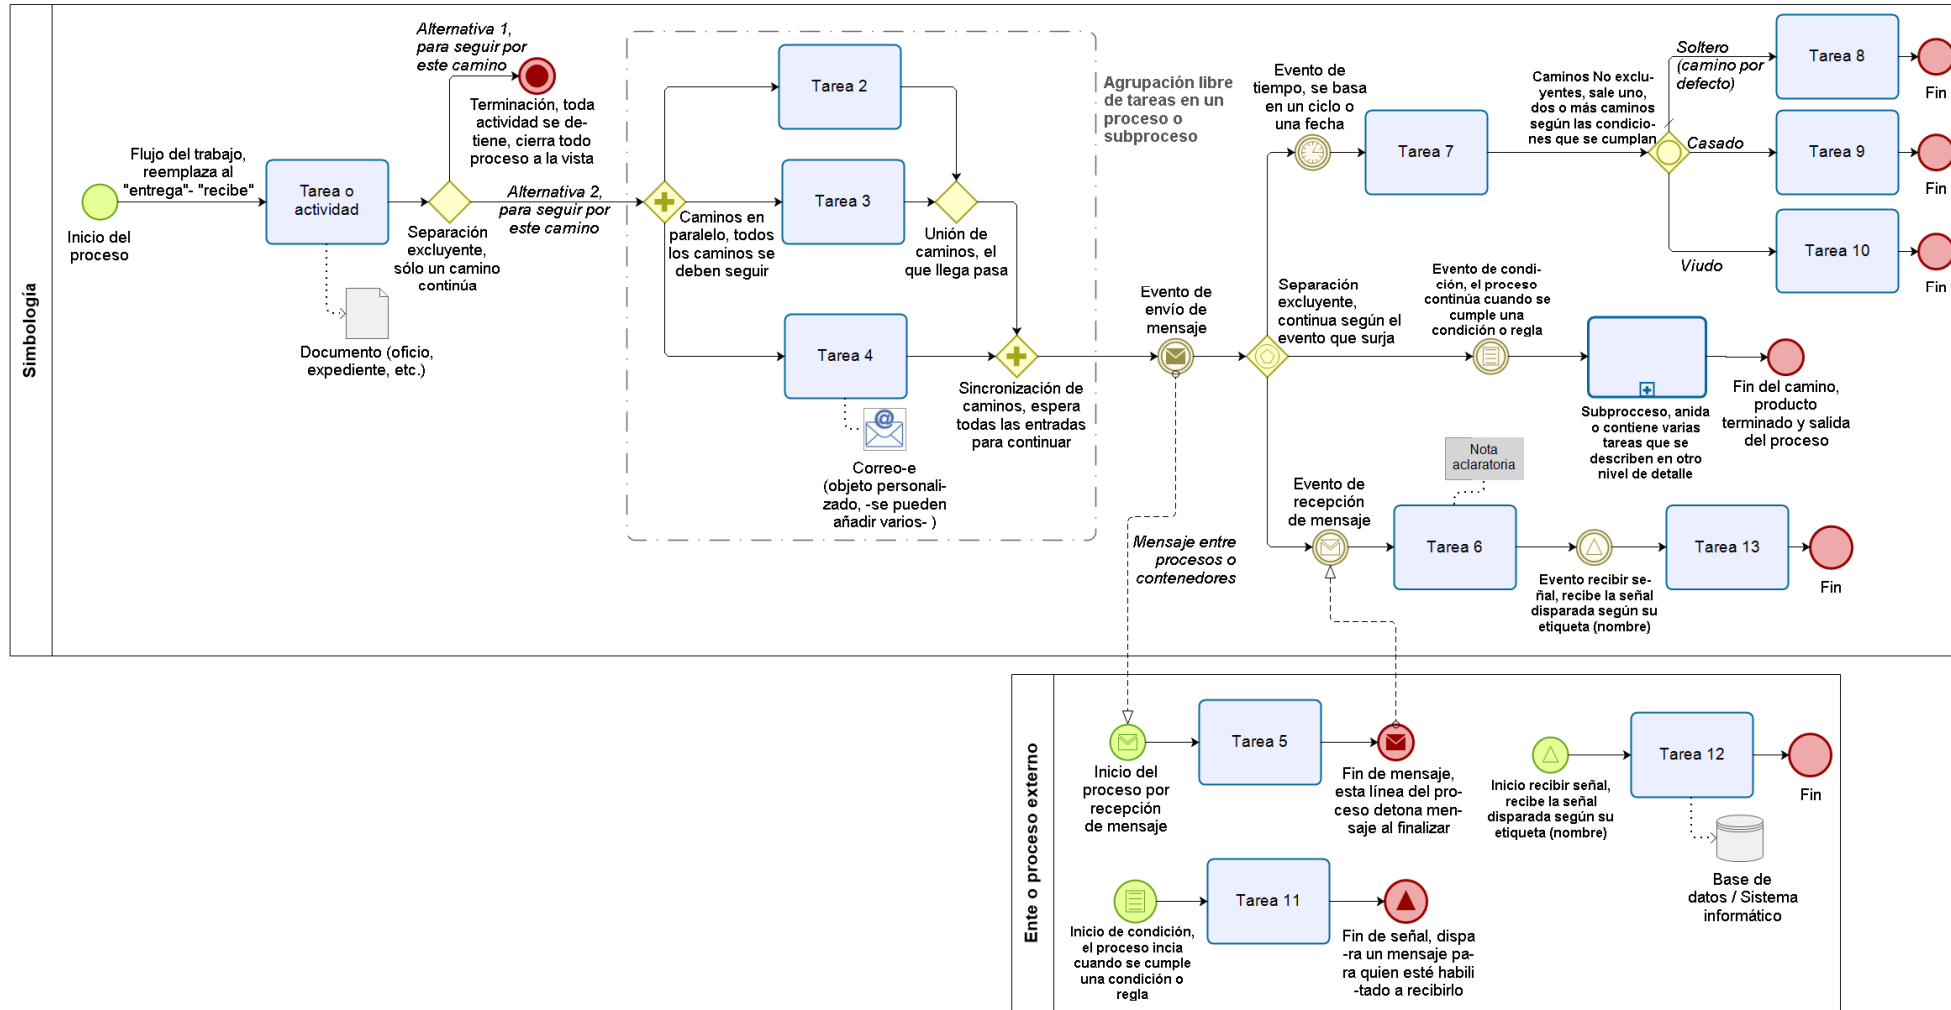 Simbología
Inicio del
proceso
Flujo del trabajo,
reemplaza al
"entrega"- "recibe"
Tarea o
actividad
Documento (oficio,
expediente, etc.)
Separación
excluyente,
sólo un camino
continúa
Alternativa 1,
para seguir por
este camino
Terminación, toda
actividad se de-
tiene, cierra todo
proceso a la vista
Alternativa 2,
para seguir por
este camino
Caminos en
paralelo, todos
los caminos se
deben seguir
Tarea 2
Tarea 3
Tarea 4
Unión de
caminos, el
que llega pasa
Correo-e
(objeto personali-
zado, -se pueden
añadir varios- )
Sincronización de
caminos, espera
todas las entradas
para continuar
Agrupación libre
de tareas en un
proceso o
subproceso
Evento de
envío de
mensaje
Mensaje entre
procesos o
contenedores
Separación
excluyente,
continua según el
evento que surja
Evento de
tiempo, se basa
en un ciclo o
una fecha
Tarea 7
Caminos No exclu-
yentes, sale uno,
dos o más caminos
según las condicio-
nes que se cumplan
Soltero
(camino por
defecto)
Casado
Viudo
Tarea 8
Fin
Tarea 9
Fin
Tarea 10
Fin
Evento de condi-
ción, el proceso
continúa cuando se
cumple una
condición o regla
Subprocceso, anida
o contiene varias
tareas que se
describen en otro
nivel de detalle
Fin del camino,
producto
terminado y salida
del proceso
Evento de
recepción
de mensaje
Nota
aclaratoria
Tarea 6
Evento recibir se-
ñal, recibe la señal
disparada según su
etiqueta (nombre)
Tarea 13
Fin
Ente o proceso externo
Inicio del
proceso por
recepción
de mensaje
Tarea 5
Fin de mensaje,
esta línea del pro-
ceso detona men-
saje al finalizar
Inicio recibir señal,
recibe la señal
disparada según su
etiqueta (nombre)
Tarea 12
Fin
Base de
datos / Sistema
informático
Inicio de condición,
el proceso incia
cuando se cumple
una condición o
regla
Tarea 11
Fin de señal, dispa
-ra un mensaje pa-
ra quien esté habili
-tado a recibirlo